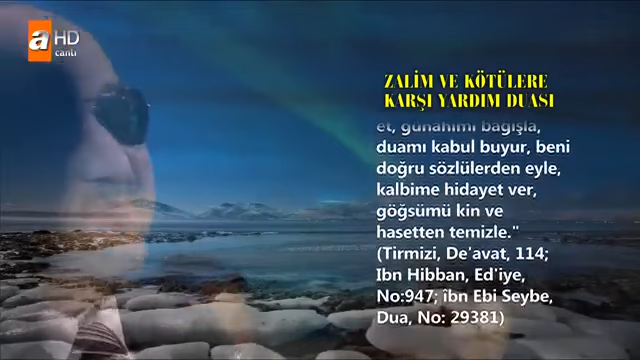 a HD
canlı
ZALİM VE KÖTÜLERE
KARŞI YARDIM DUASI
et, günahımı bağışla,
duamı kabul buyur, beni
doğru sözlülerden eyle,
kalbime hidayet ver,
göğsümü kin ve
hasetten temizle."
(Tirmizi, De'avat, 114;
Ibn Hibban, Ed'iye,
No:947; îbn Ebi Seybe,
Dua, No: 29381)